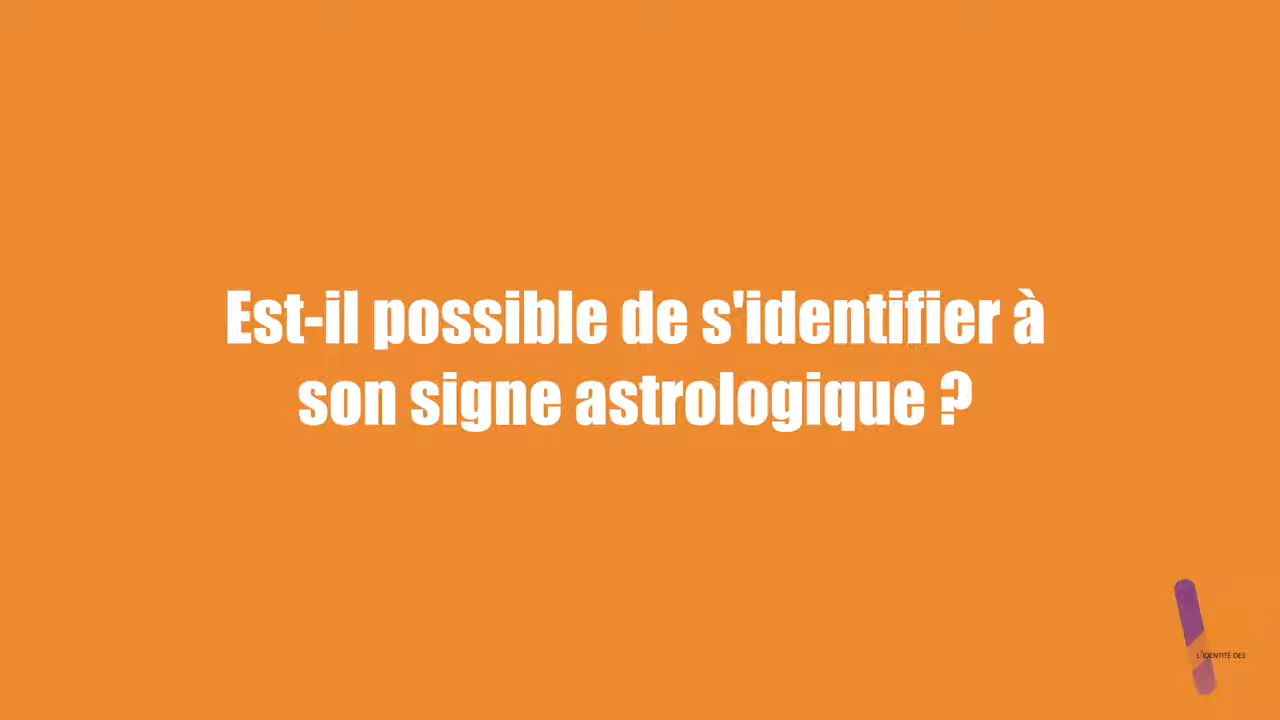 Est-il possible de s'identifier à
son signe astrologique ?
L'IDENTITÉ DES